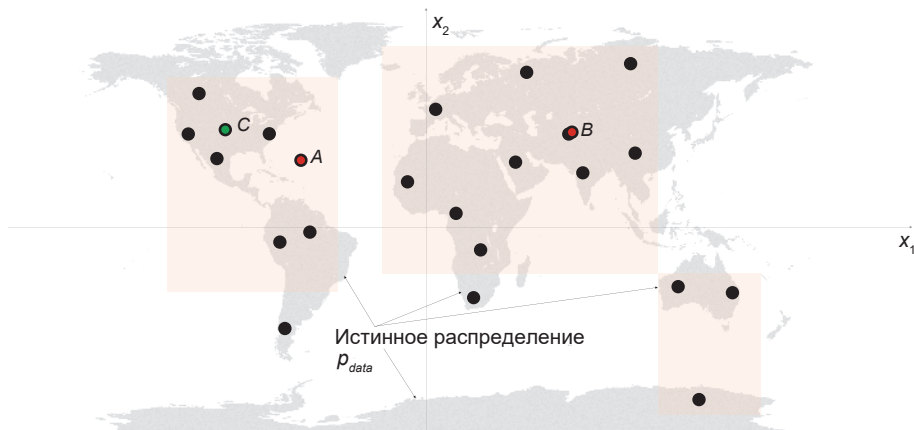 x2
C
A
B
x1
Истинное распределение
pdata